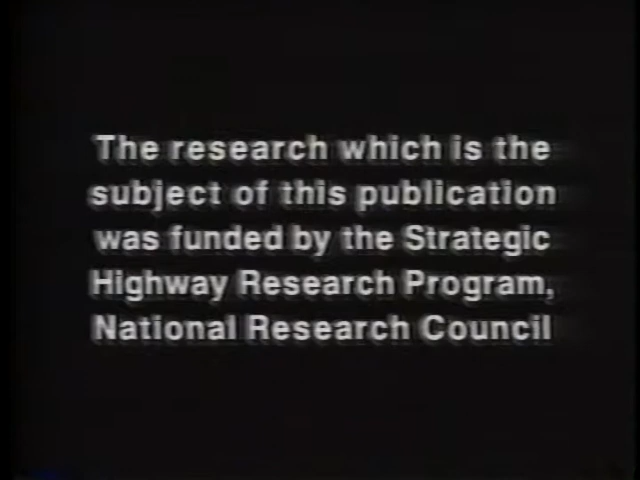 The research which is the
subject of this publication
was funded by the Strategic
Highway Research Program,
National Research Council